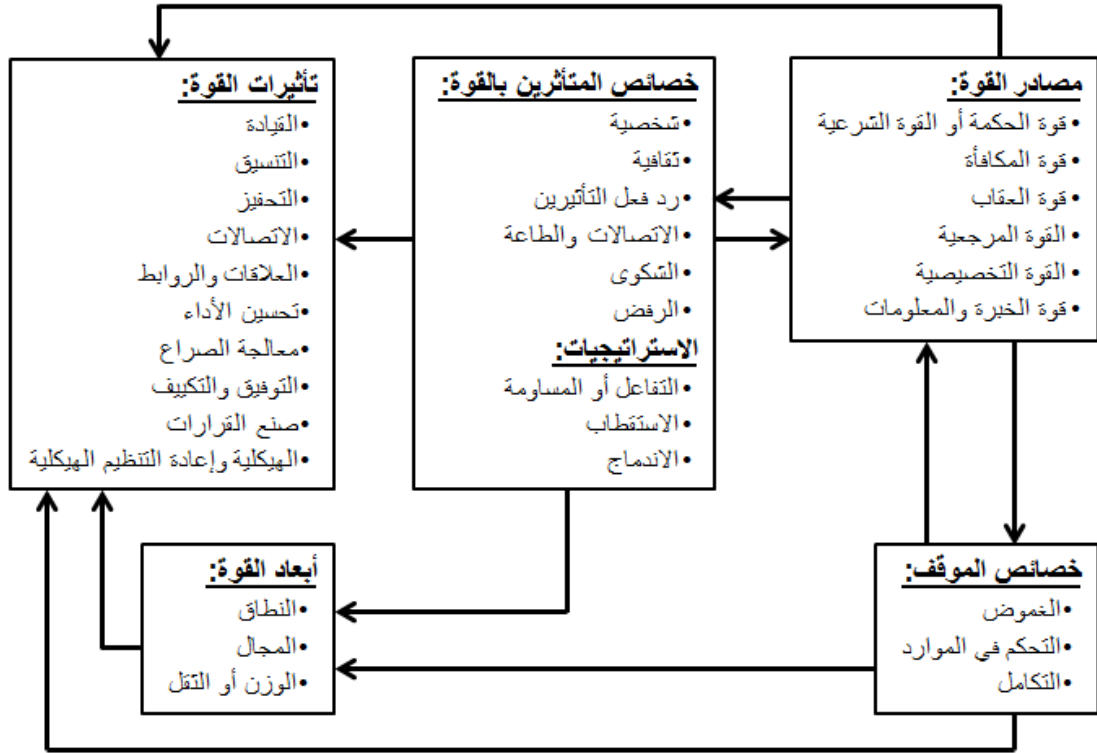 مصادر القوة:
•قوة الحكمة أو القوة الشرعية
•قوة المكافأة
•قوة العقاب
•القوة المرجعية
•القوة التخصيصية
•قوة الخبرة والمعلومات
خصائص المتأثرين بالقوة:
•شخصية
•ثقافية
•رد فعل التأثيرين
•الاتصالات والطاعة
•الشكوى
•الرفض
الاستراتيجيات:
•التفاعل أو المساومة
•الاستقطاب
•الاندماج
تأثيرات القوة:
•القيادة
•التنسيق
•التحفيز
•الاتصالات
•العلاقات والروابط
•تحسين الأداء
•معالجة الصراع
•التوفيق والتكييف
•صنع القرارات
•الهيكلية وإعادة التنظيم الهيكلية
خصائص الموقف:
•الغموض
•التحكم في الموارد
•التكامل
أبعاد القوة:
•النطاق
•المجال
•الوزن أو الثقل